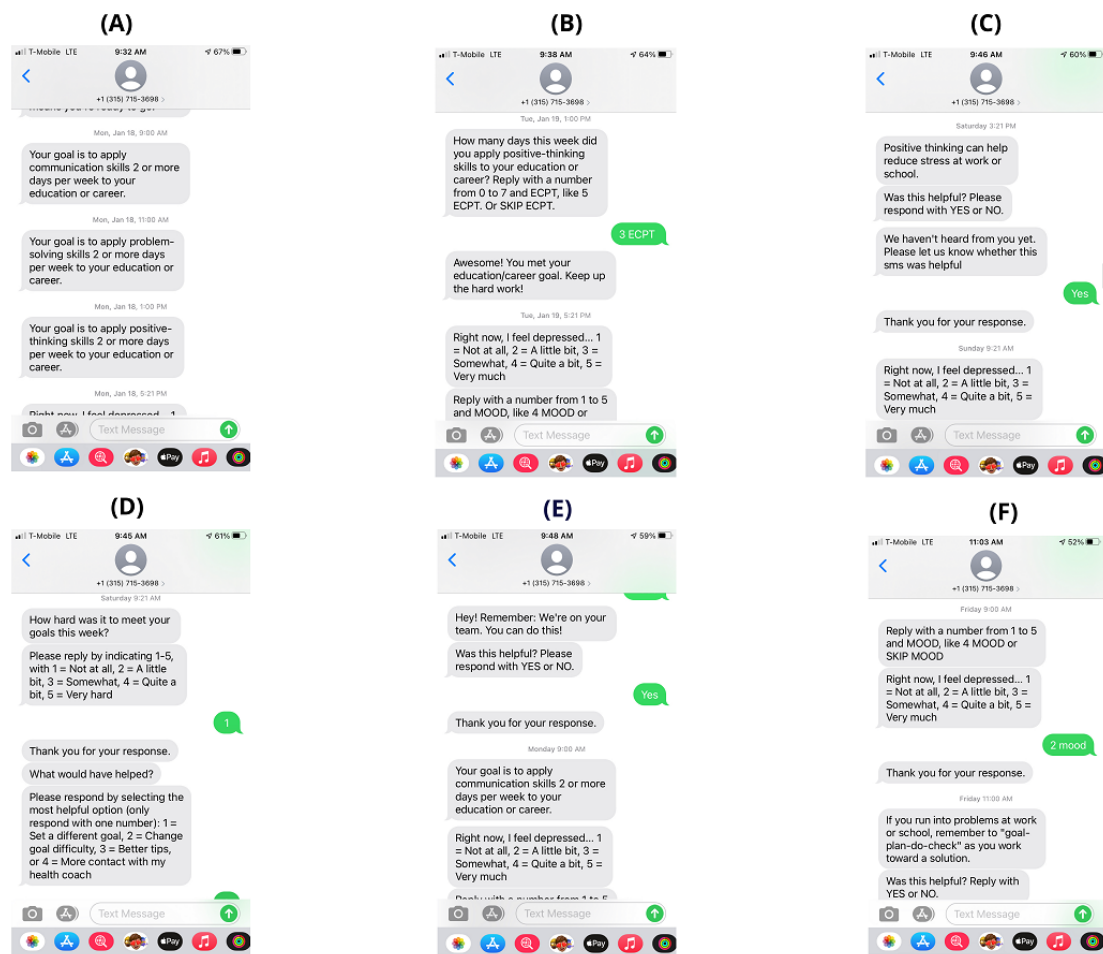 (A)
T-Mobile LTE 9:32 AM 67%
+1 (315) 715-3698 >
means you're ready to go.
Mon, Jan 18, 9:00 AM
Your goal is to apply
communication skills 2 or more
days per week to your
education or career.
Mon, Jan 18, 11:00 AM
Your goal is to apply problem-
solving skills 2 or more days
per week to your education or
career.
Mon, Jan 18, 1:00 PM
Your goal is to apply positive-
thinking skills 2 or more days
per week to your education or
career.
Mon, Jan 18, 5:21 PM
Right now, I feel depressed... 1
Text Message
Pay
(B)
T-Mobile LTE 9:38 AM 64%
+1 (315) 715-3698 >
Tue, Jan 19, 1:00 PM
How many days this week did
you apply positive-thinking
skills to your education or
career? Reply with a number
from 0 to 7 and ECPT, like 5
ECPT. Or SKIP ECPT.
3 ECPT
Awesome! You met your
education/career goal. Keep up
the hard work!
Tue, Jan 19, 5:21 PM
Right now, I feel depressed... 1
= Not at all, 2 = A little bit, 3 =
Somewhat, 4 = Quite a bit, 5 =
Very much
Reply with a number from 1 to 5
and MOOD, like 4 MOOD or
Text Message
Pay
(C)
T-Mobile LTE 9:46 AM 60%
+1 (315) 715-3698 >
Saturday 3:21 PM
Positive thinking can help
reduce stress at work or
school.
Was this helpful? Please
respond with YES or NO.
We haven't heard from you yet.
Please let us know whether this
sms was helpful
Yes
Thank you for your response.
Sunday 9:21 AM
Right now, I feel depressed... 1
= Not at all, 2 = A little bit, 3 =
Somewhat, 4 = Quite a bit, 5 =
Very much
Text Message
Pay
(D)
T-Mobile LTE 9:45 AM 61%
+1 (315) 715-3698 >
Saturday 9:21 AM
How hard was it to meet your
goals this week?
Please reply by indicating 1-5,
with 1 = Not at all, 2 = A little
bit, 3 = Somewhat, 4 = Quite a
bit, 5 = Very hard
1
Thank you for your response.
What would have helped?
Please respond by selecting the
most helpful option (only
respond with one number): 1 =
Set a different goal, 2 = Change
goal difficulty, 3 = Better tips,
or 4 = More contact with my
health coach
Text Message
Pay
(E)
T-Mobile LTE 9:48 AM 59%
+1 (315) 715-3698 >
Hey! Remember: We're on your
team. You can do this!
Was this helpful? Please
respond with YES or NO.
Yes
Thank you for your response.
Monday 9:00 AM
Your goal is to apply
communication skills 2 or more
days per week to your
education or career.
Right now, I feel depressed... 1
= Not at all, 2 = A little bit, 3 =
Somewhat, 4 = Quite a bit, 5 =
Very much
Reply with a number from 1 to 5
Text Message
Pay
(F)
T-Mobile LTE 11:03 AM 52%
+1 (315) 715-3698 >
Friday 9:00 AM
Reply with a number from 1 to 5
and MOOD, like 4 MOOD or
SKIP MOOD
Right now, I feel depressed... 1
= Not at all, 2 = A little bit, 3 =
Somewhat, 4 = Quite a bit, 5 =
Very much
2 mood
Thank you for your response.
Friday 11:00 AM
If you run into problems at work
or school, remember to "goal-
plan-do-check" as you work
toward a solution.
Was this helpful? Reply with
YES or NO.
Text Message
Pay